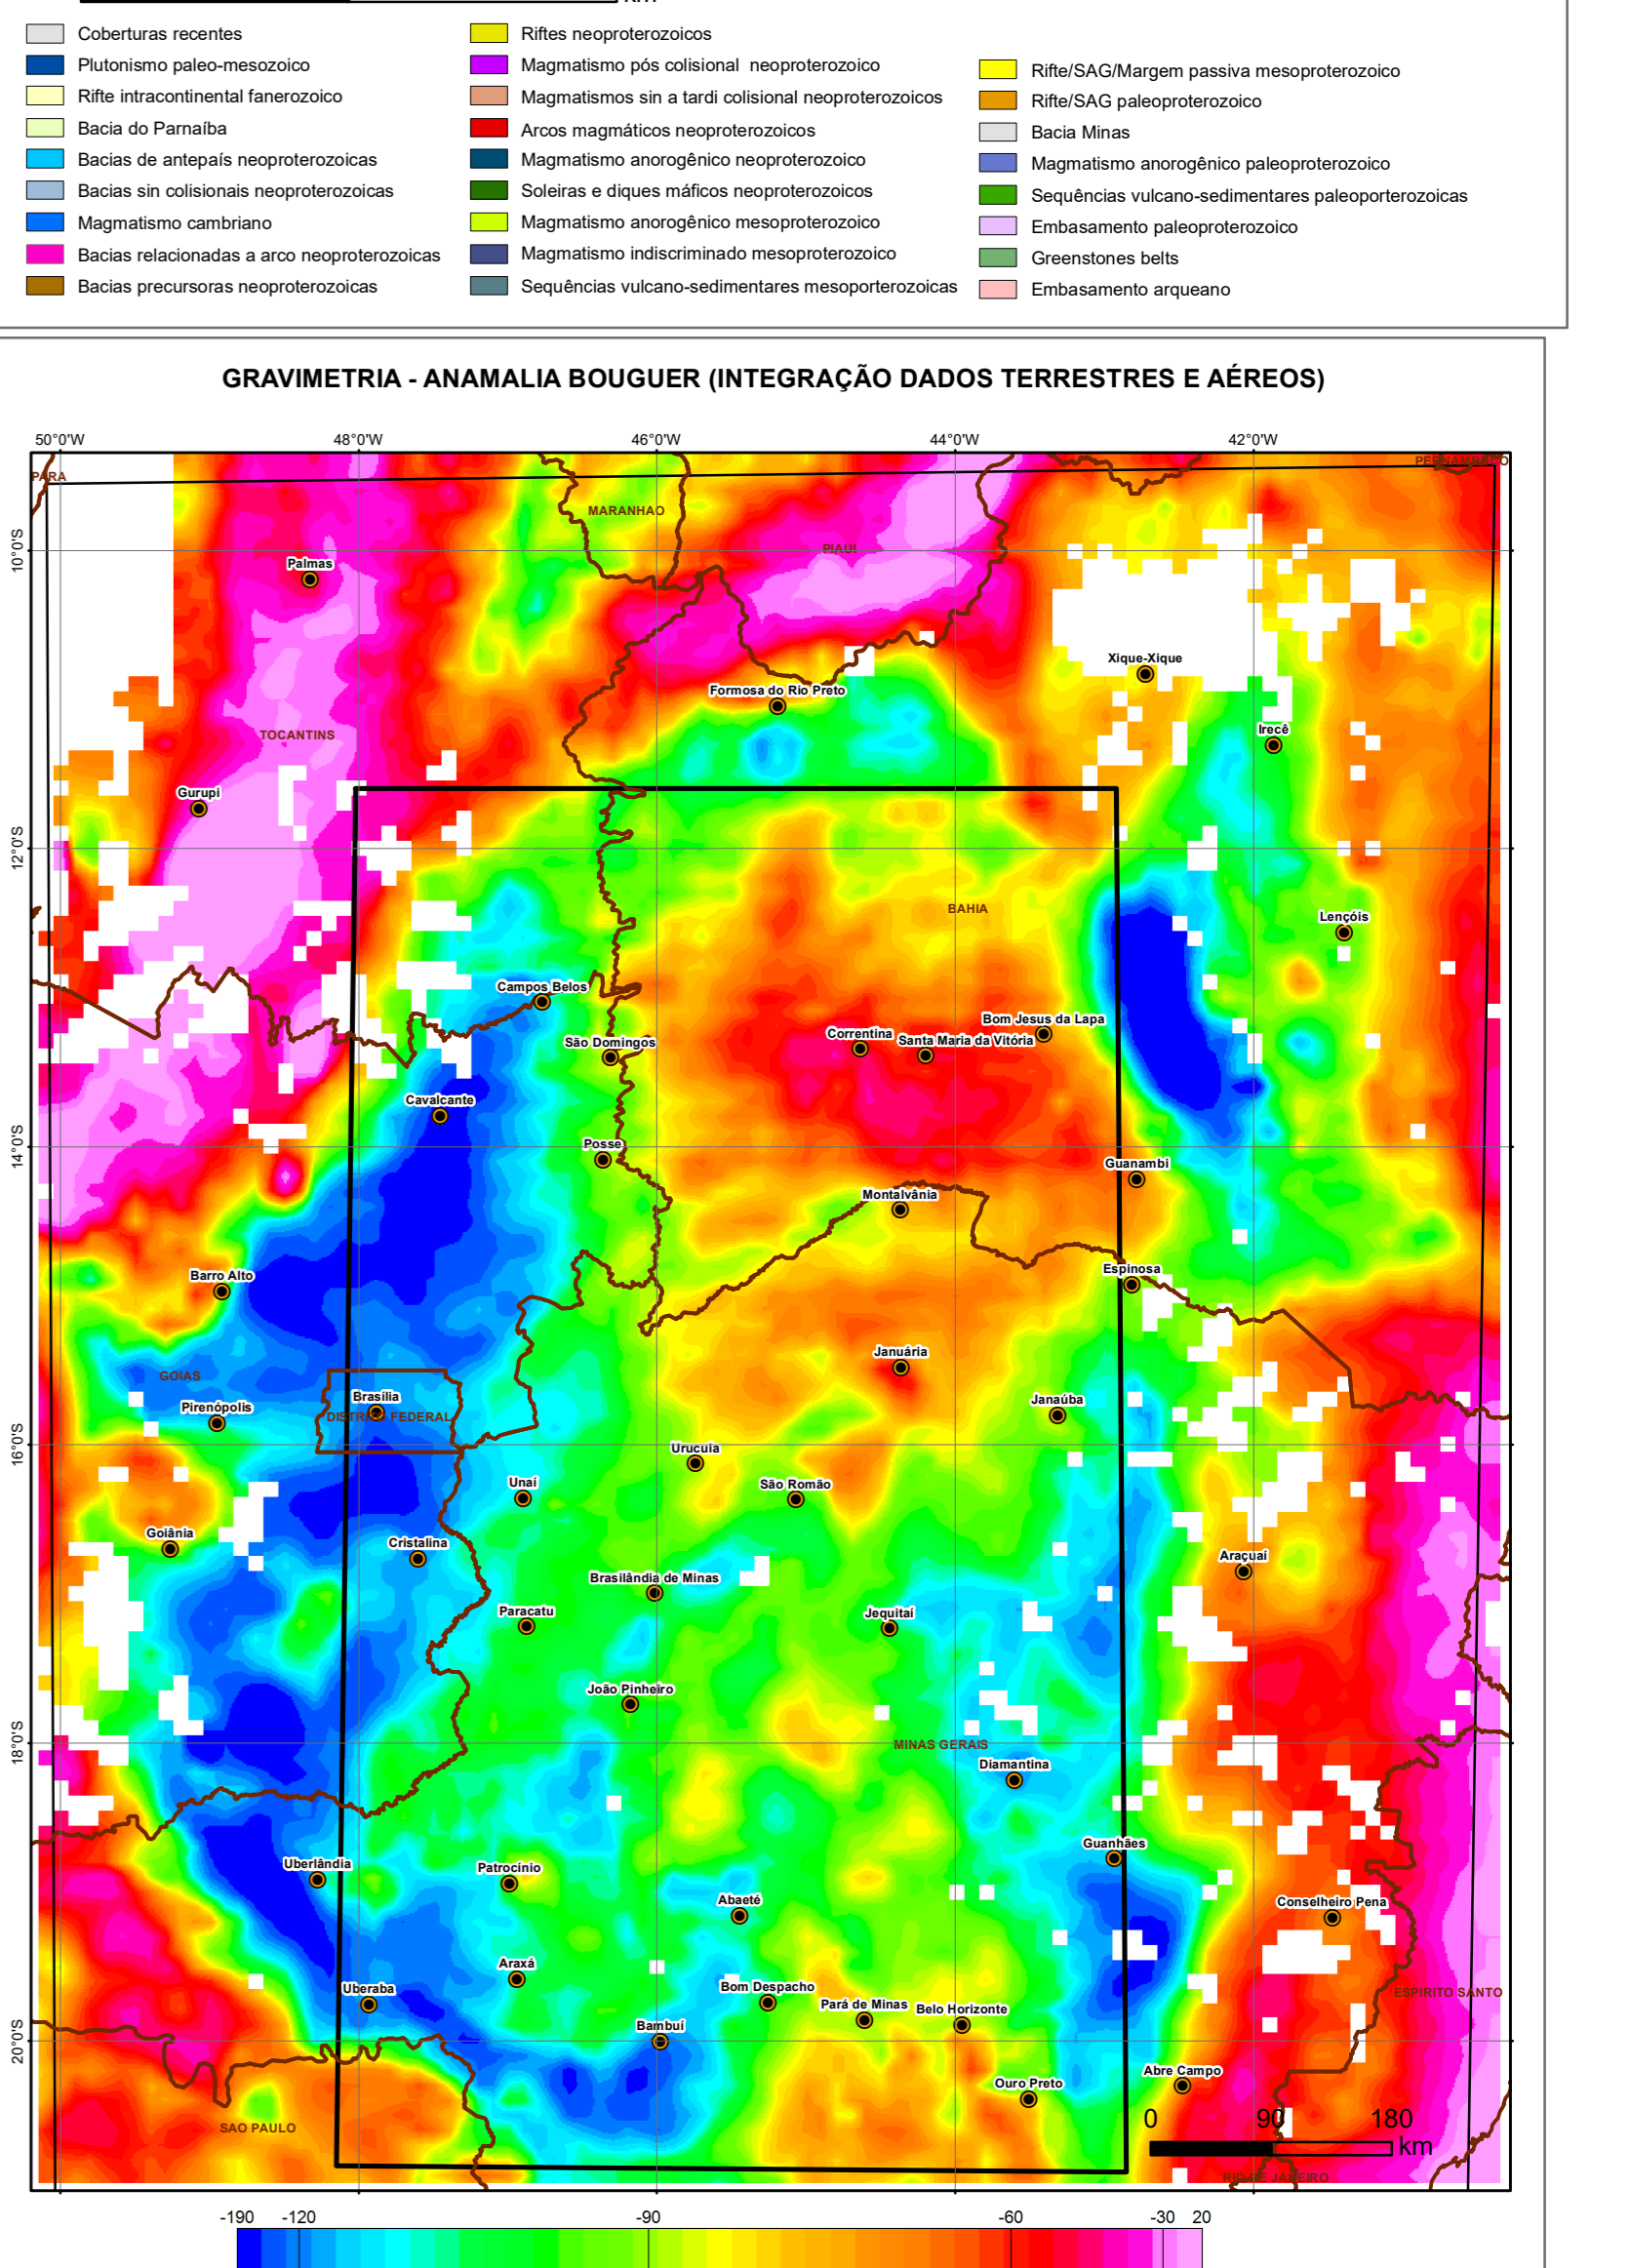 km
Coberturas recentes
Plutonismo paleo-mesozoico
Rifte intracontinental fanerozoico
Bacia do Parnaíba
Bacias de antepaís neoproterozoicas
Bacias sin colisionais neoproterozoicas
Magmatismo cambriano
Bacias relacionadas a arco neoproterozoicas
Bacias precursoras neoproterozoicas
Riftes neoproterozoicos
Magmatismo pós colisional neoproterozoico
Magmatismos sin a tardi colisional neoproterozoicos
Arcos magmáticos neoproterozoicos
Magmatismo anorogênico neoproterozoico
Soleiras e diques máficos neoproterozoicos
Magmatismo anorogênico mesoproterozoico
Magmatismo indiscriminado mesoproterozoico
Sequências vulcano-sedimentares mesoporterozoicas
Rifte/SAG/Margem passiva mesoproterozoico
Rifte/SAG paleoproterozoico
Bacia Minas
Magmatismo anorogênico paleoproterozoico
Sequências vulcano-sedimentares paleoporterozoicas
Embasamento paleoproterozoico
Greenstones belts
Embasamento arqueano
GRAVIMETRIA - ANAMALIA BOUGUER (INTEGRAÇÃO DADOS TERRESTRES E AÉREOS)
50°0'W 48°0'W 46°0'W 44°0'W 42°0'W
PERNAMBUCO
PARA
MARANHAO
PIAUI
10°0'S
Palmas
Xique-Xique
Formosa do Rio Preto
Irecê
TOCANTINS
Gurupi
12°0'S
BAHIA
Lençóis
Campos Belos
Bom Jesus da Lapa
Correntina
Santa Maria da Vitória
São Domingos
Cavalcante
14°0'S
Posse
Guanambi
Montalvânia
Espinosa
Barro Alto
Januária
GOIAS
Brasília
Janaúba
Pirenópolis
DISTRITO FEDERAL
16°0'S
Urucuia
Unaí
São Romão
Goiânia
Cristalina
Araçuaí
Brasilândia de Minas
Paracatu
Jequitaí
João Pinheiro
18°0'S
MINAS GERAIS
Diamantina
Guanhães
Uberlândia
Patrocínio
Abaeté
Conselheiro Pena
Araxá
Bom Despacho
Uberaba
ESPIRITO SANTO
Pará de Minas
Belo Horizonte
20°0'S
Bambuí
Abre Campo
Ouro Preto
0 90 180
km
SAO PAULO
RIO DE JANEIRO
-190 -120 -90 -60 -30 20